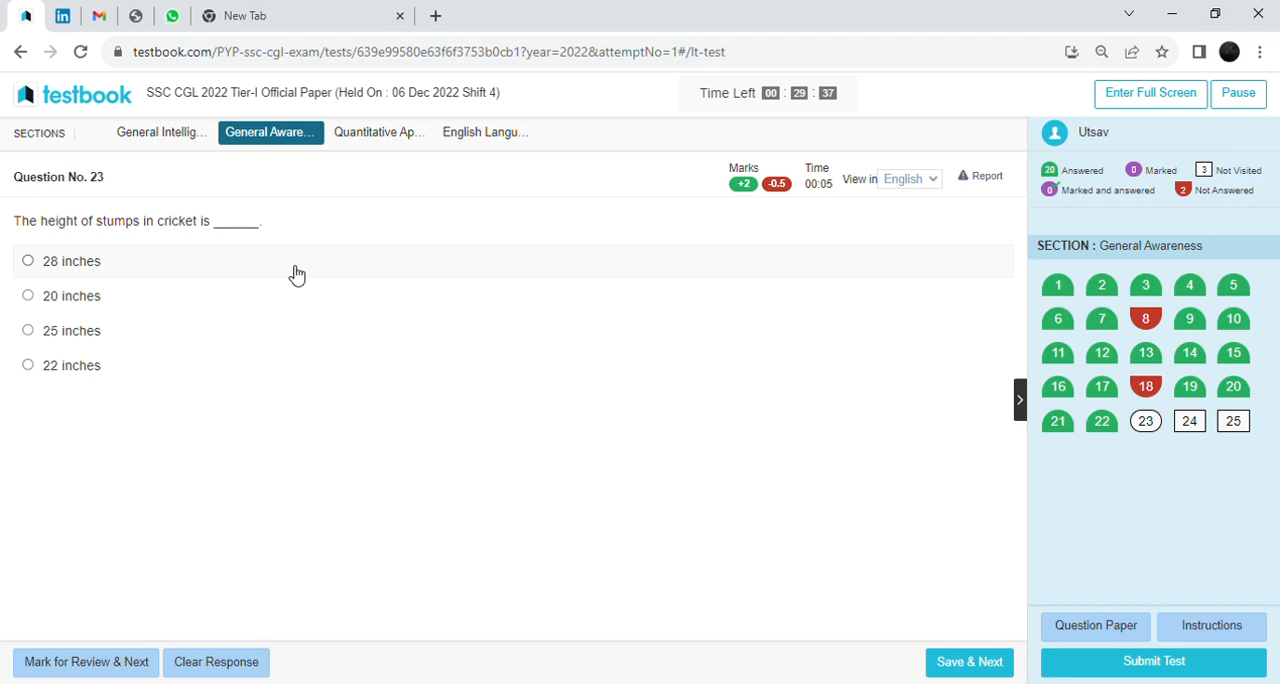 New Tab
testbook.com/PYP-ssc-cgl-exam/tests/639e99580e63f6f3753b0cb1?year=2022&attemptNo=1#/lt-test
testbook SSC CGL 2022 Tier-I Official Paper (Held On : 06 Dec 2022 Shift 4) Time Left 00 : 29 : 37 Enter Full Screen Pause
SECTIONS General Intellig... General Aware... Quantitative Ap... English Langu... Utsav
Question No. 23 Marks +2 -0.5 Time 00:05 View in English Report
20 Answered 0 Marked 3 Not Visited
0 Marked and answered 2 Not Answered
The height of stumps in cricket is ______.
28 inches
20 inches
25 inches
22 inches
SECTION : General Awareness
1 2 3 4 5
6 7 8 9 10
11 12 13 14 15
16 17 18 19 20
21 22 23 24 25
Question Paper Instructions
Mark for Review & Next Clear Response Save & Next Submit Test